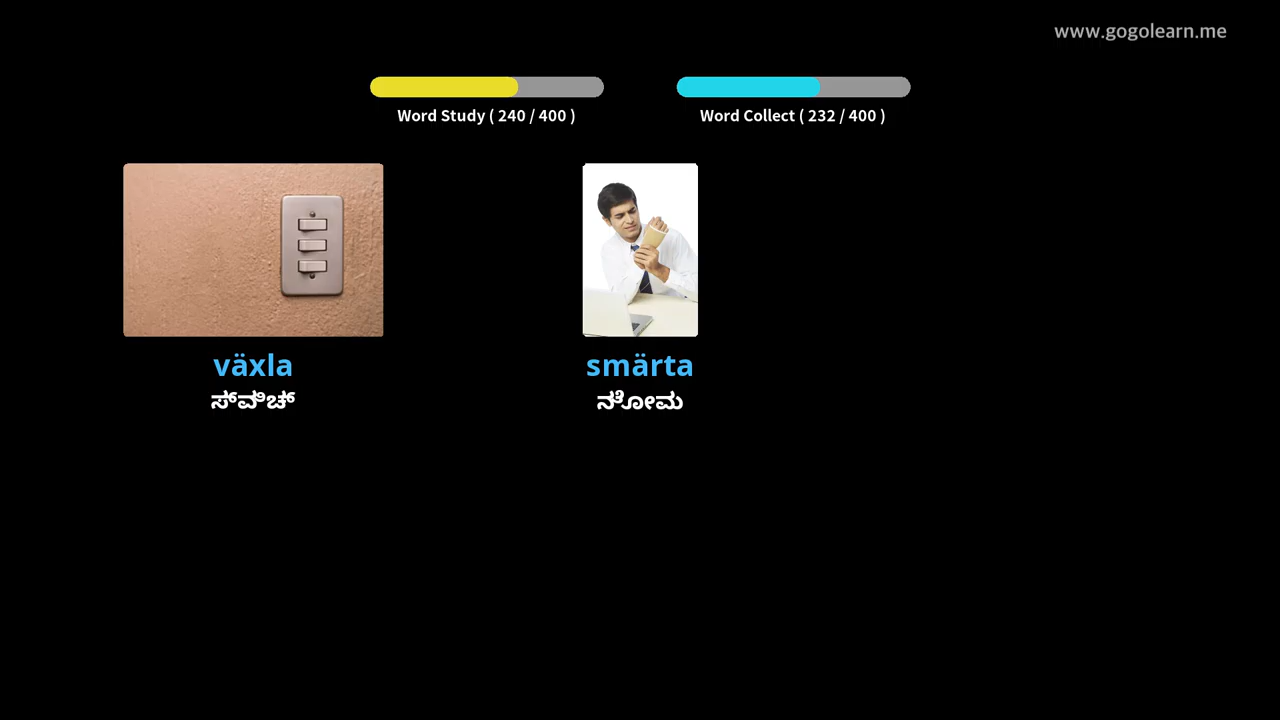 www.gogolearn.me
Word Study ( 240 / 400 )
Word Collect ( 232 / 400 )
växla
ಸ್ವಿಚ್
smärta
ನೋವು